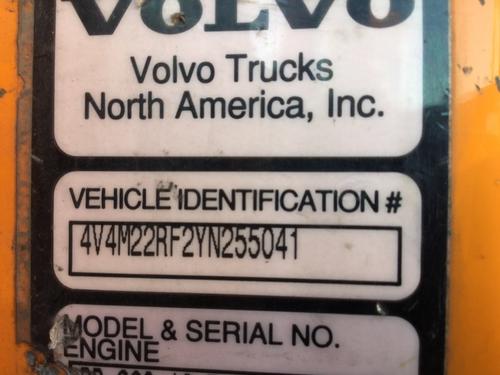 VOLVO
Volvo Trucks
North America, Inc.
VEHICLE IDENTIFICATION #
4V4M22RF2YN255041
MODEL & SERIAL NO.
ENGINE